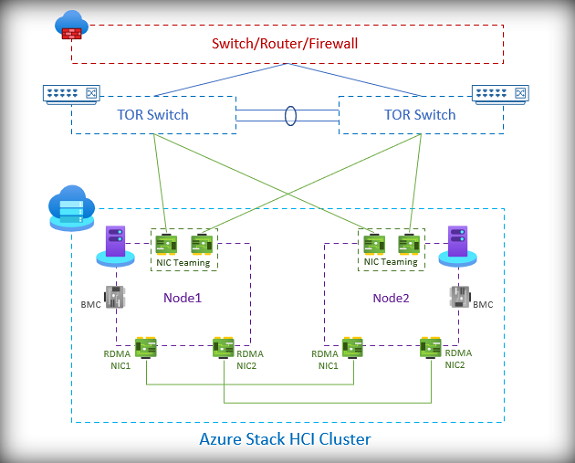 Switch/Router/Firewall
TOR Switch
TOR Switch
NIC Teaming
NIC Teaming
Node1
Node2
BMC
BMC
RDMA
NIC1
RDMA
NIC2
RDMA
NIC1
RDMA
NIC2
Azure Stack HCI Cluster